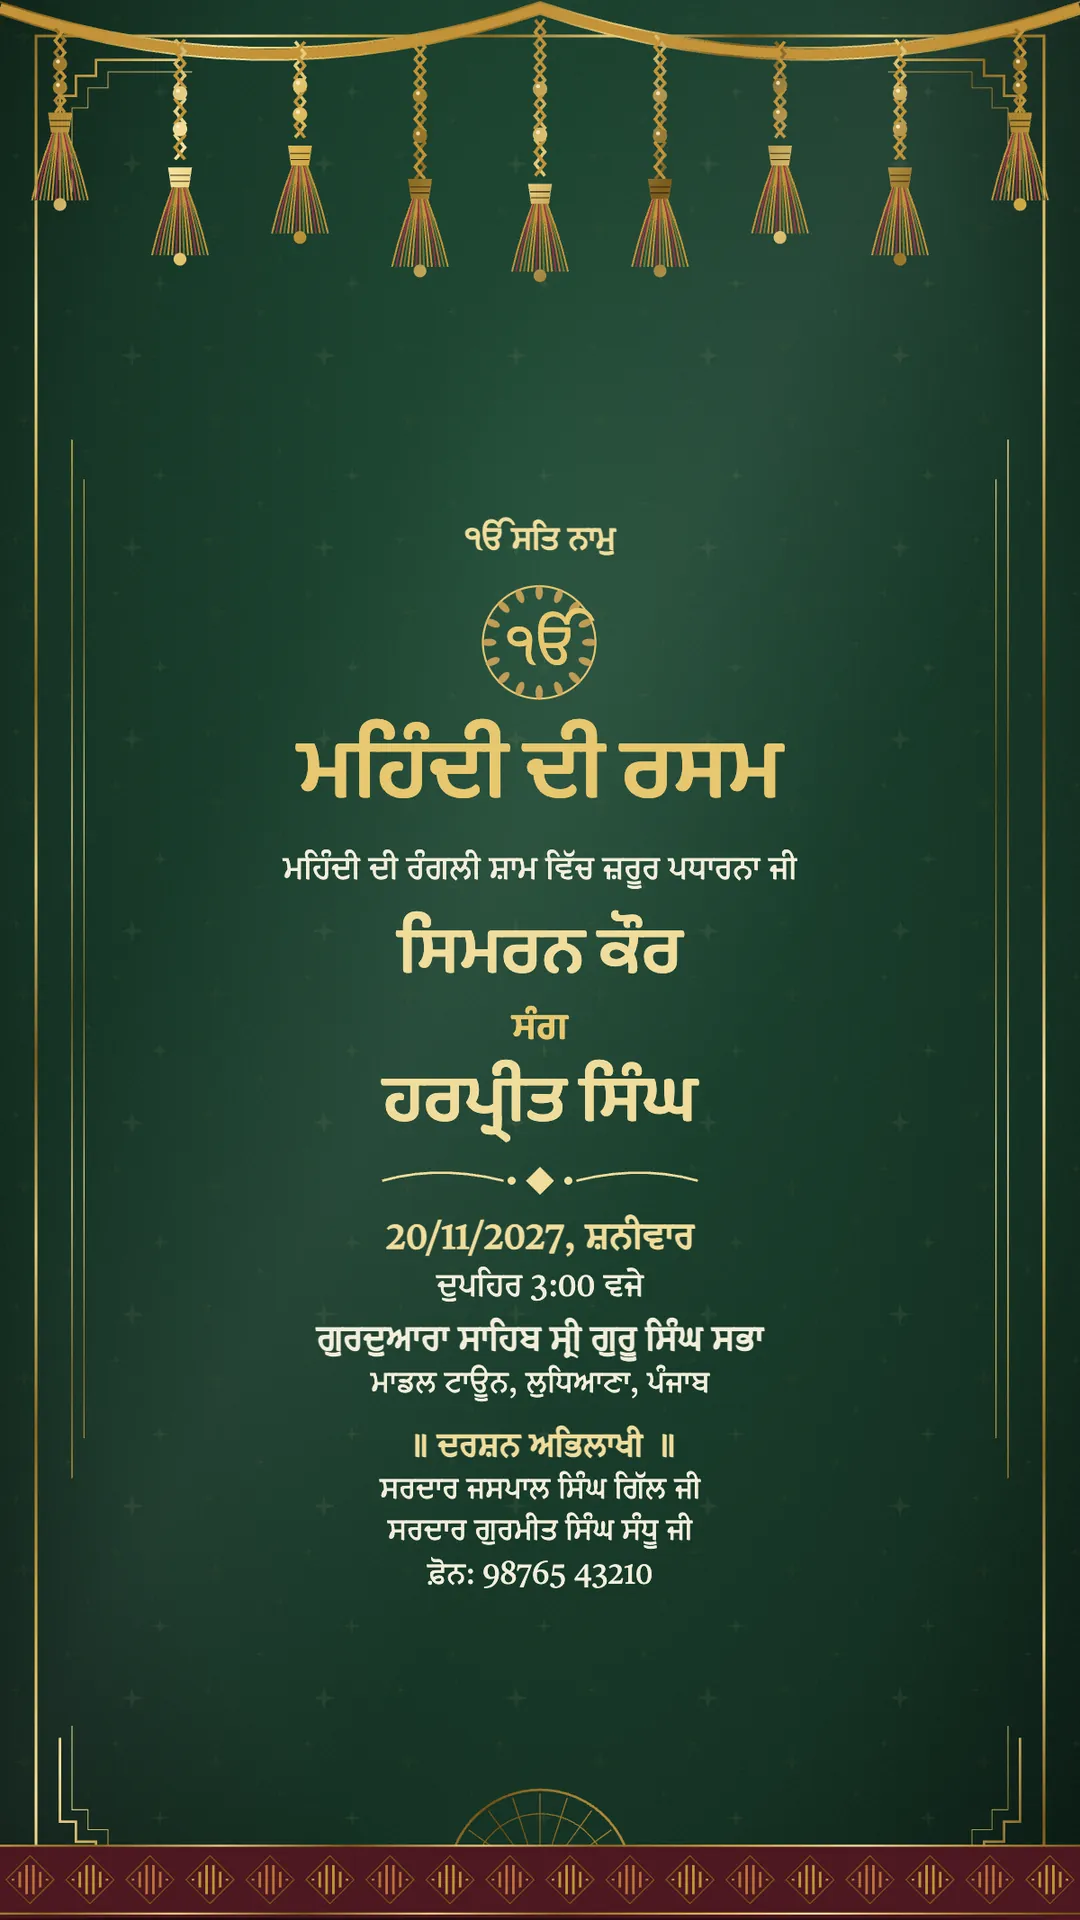 ੴ ਸਤਿ ਨਾਮੁ
ੴ
ਮਹਿੰਦੀ ਦੀ ਰਸਮ
ਮਹਿੰਦੀ ਦੀ ਰੰਗਲੀ ਸ਼ਾਮ ਵਿੱਚ ਜ਼ਰੂਰ ਪਧਾਰਨਾ ਜੀ
ਸਿਮਰਨ ਕੌਰ
ਸੰਗ
ਹਰਪ੍ਰੀਤ ਸਿੰਘ
20/11/2027, ਸ਼ਨੀਵਾਰ
ਦੁਪਹਿਰ 3:00 ਵਜੇ
ਗੁਰਦੁਆਰਾ ਸਾਹਿਬ ਸ੍ਰੀ ਗੁਰੂ ਸਿੰਘ ਸਭਾ
ਮਾਡਲ ਟਾਊਨ, ਲੁਧਿਆਣਾ, ਪੰਜਾਬ
॥ ਦਰਸ਼ਨ ਅਭਿਲਾਖੀ ॥
ਸਰਦਾਰ ਜਸਪਾਲ ਸਿੰਘ ਗਿੱਲ ਜੀ
ਸਰਦਾਰ ਗੁਰਮੀਤ ਸਿੰਘ ਸੰਧੂ ਜੀ
ਫ਼ੋਨ: 98765 43210